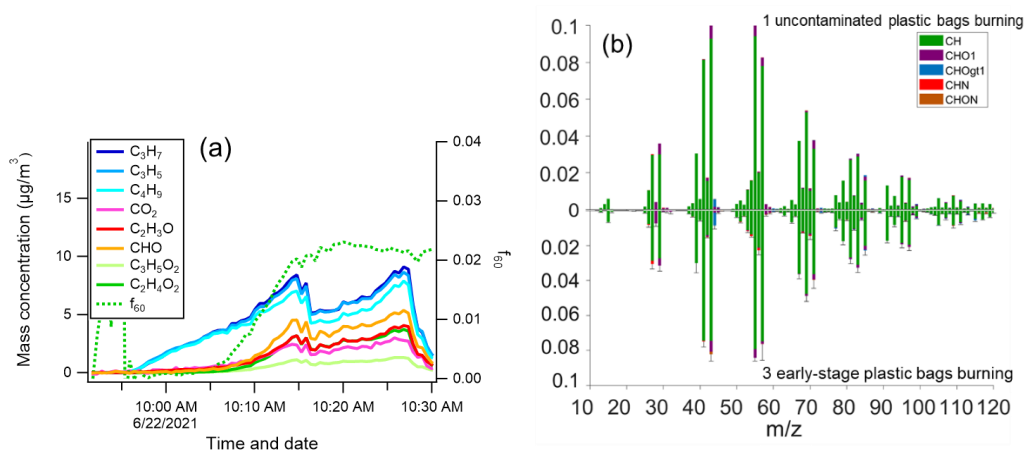 (a)
C₃H₇
C₃H₅
C₄H₉
CO₂
C₂H₃O
CHO
C₃H₅O₂
C₂H₄O₂
f₆₀
Mass concentration (µg/m³)
15
10
5
0
0.04
0.03
0.02
0.01
0.00
f₆₀
10:00 AM
10:10 AM
10:20 AM
10:30 AM
6/22/2021
Time and date
(b)
1 uncontaminated plastic bags burning
CH
CHO1
CHOgt1
CHN
CHON
0.1
0.08
0.06
0.04
0.02
0
0.02
0.04
0.06
0.08
0.1
3 early-stage plastic bags burning
10 20 30 40 50 60 70 80 90 100 110 120
m/z